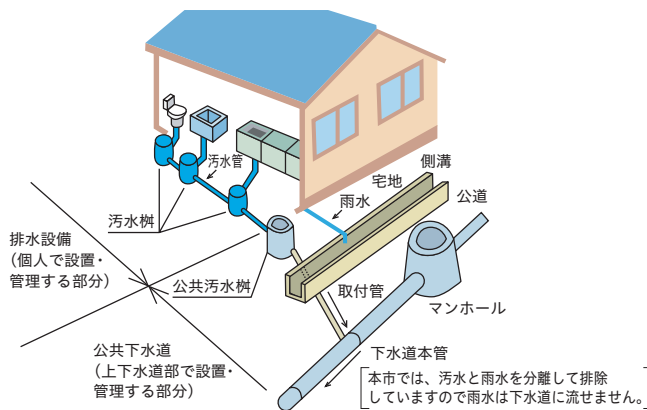 汚水管
側溝
宅地
雨水
公道
汚水桝
排水設備
（個人で設置・
管理する部分）
公共汚水桝
取付管
マンホール
公共下水道
（上下水道部で設置・
管理する部分）
下水道本管
本市では、汚水と雨水を分離して排除
していますので雨水は下水道に流せません。